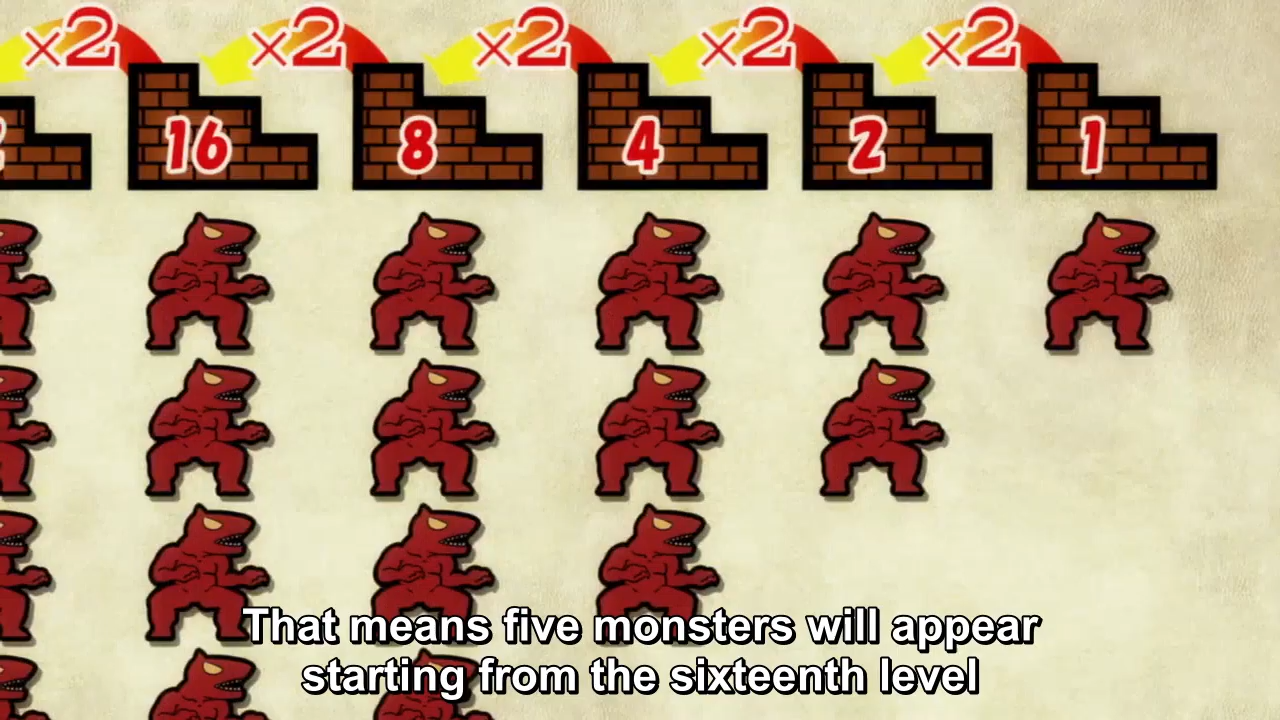 ×2 ×2 ×2 ×2 ×2
16 8 4 2 1
That means five monsters will appear
starting from the sixteenth level